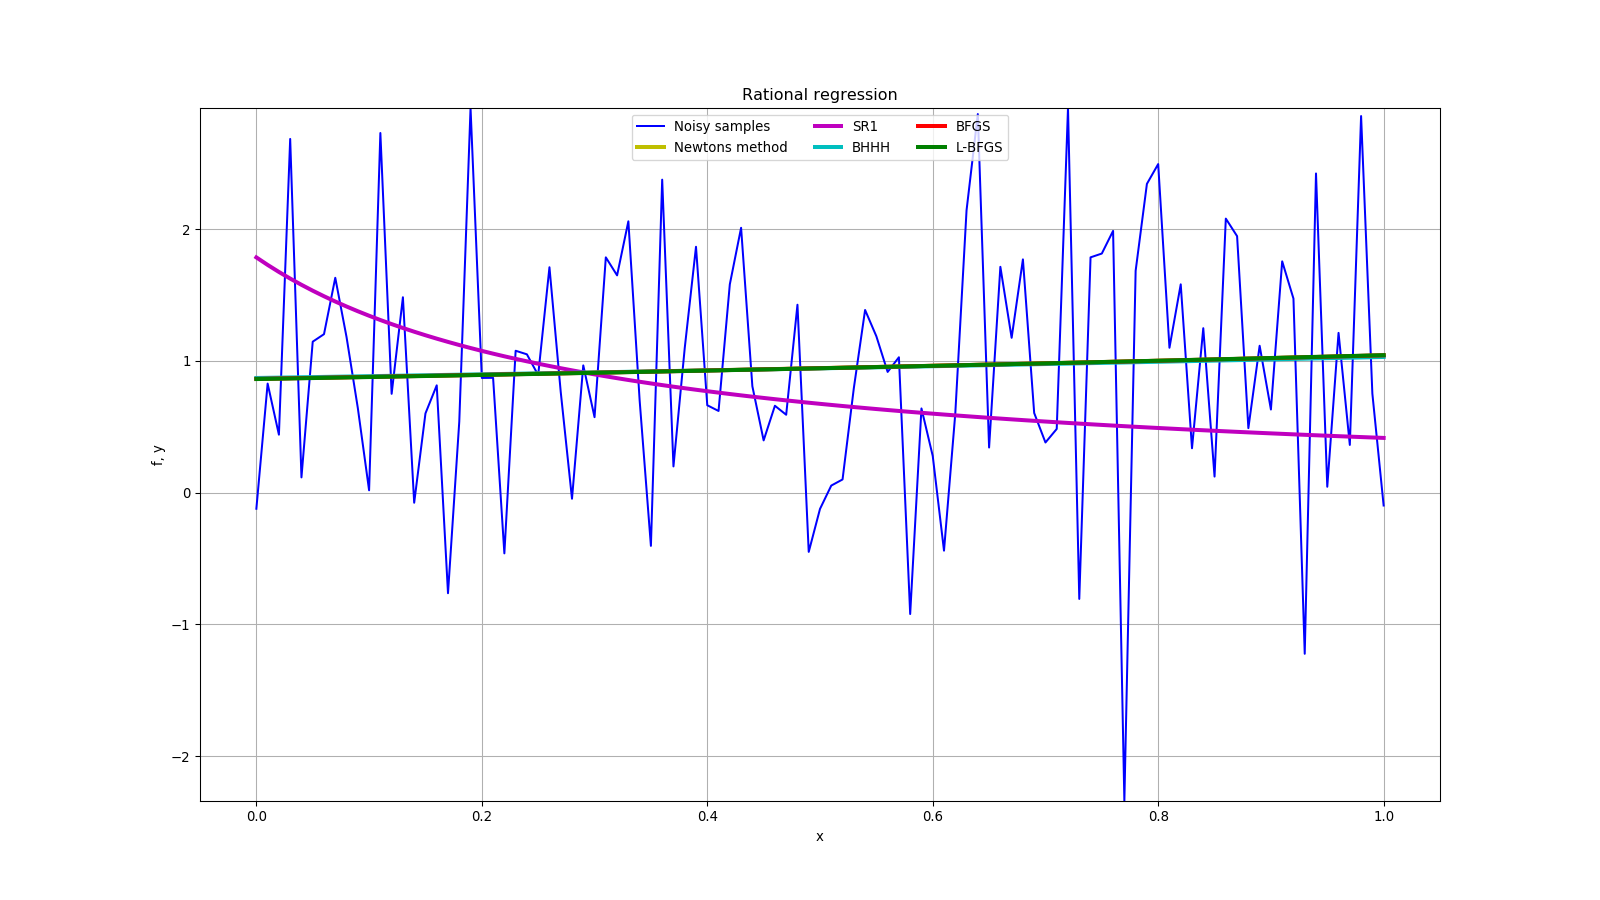 Rational regression
Noisy samples SR1 BFGS
Newtons method BHHH L-BFGS
2
1
0
−1
−2
f, y
0.0 0.2 0.4 0.6 0.8 1.0
x